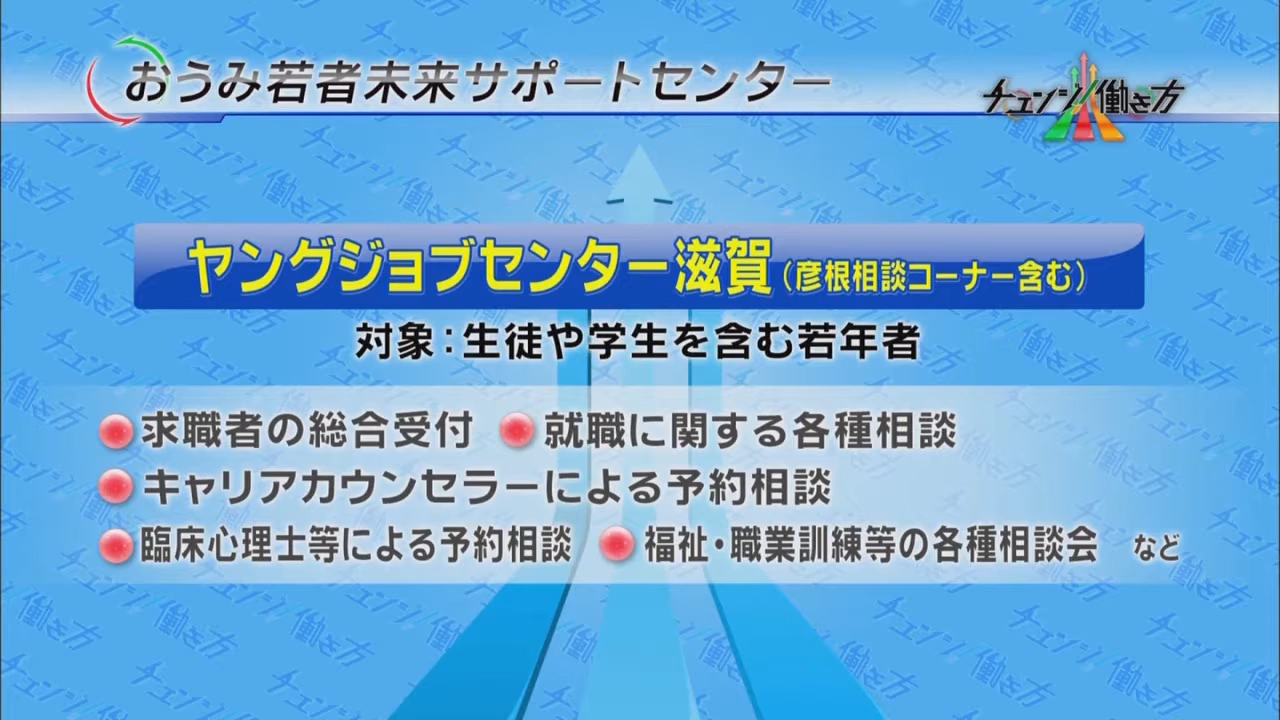 おうみ若者未来サポートセンター
チェンジ!働き方
ヤングジョブセンター滋賀(彦根相談コーナー含む)
対象：生徒や学生を含む若年者
●求職者の総合受付 ●就職に関する各種相談
●キャリアカウンセラーによる予約相談
●臨床心理士等による予約相談 ●福祉・職業訓練等の各種相談会 など